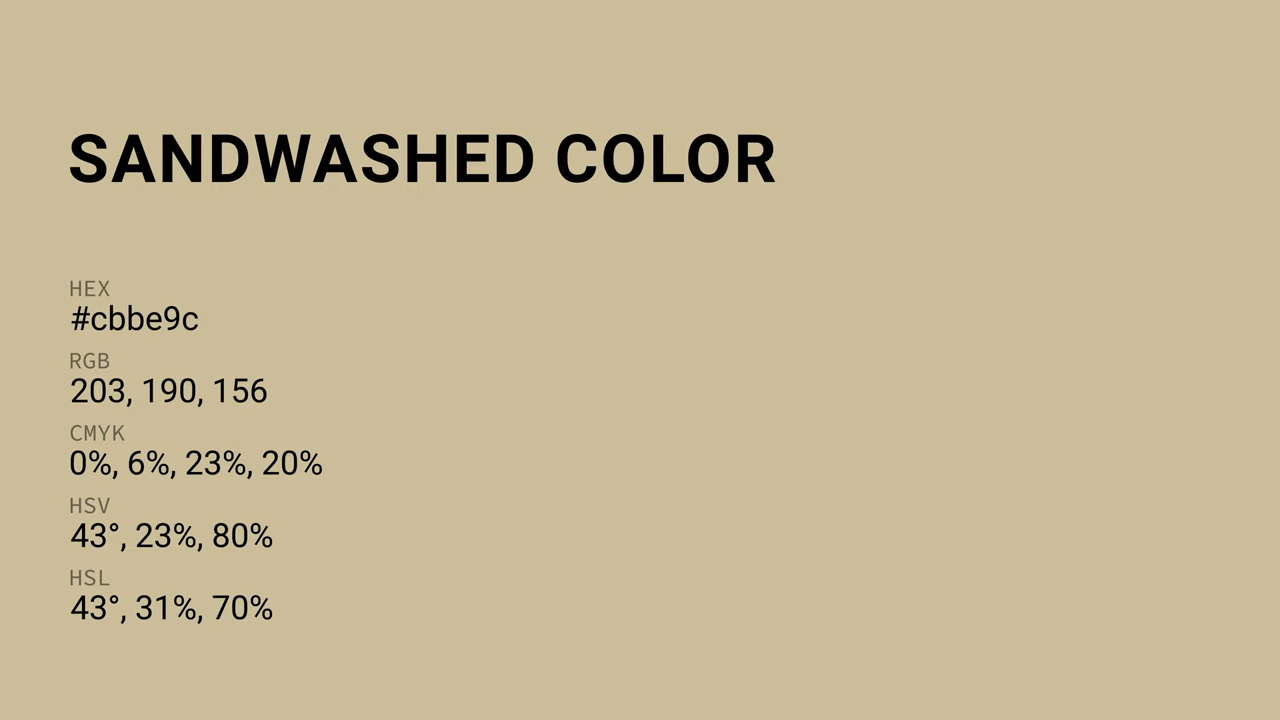 SANDWASHED COLOR
HEX
#cbbe9c
RGB
203, 190, 156
CMYK
0%, 6%, 23%, 20%
HSV
43°, 23%, 80%
HSL
43°, 31%, 70%